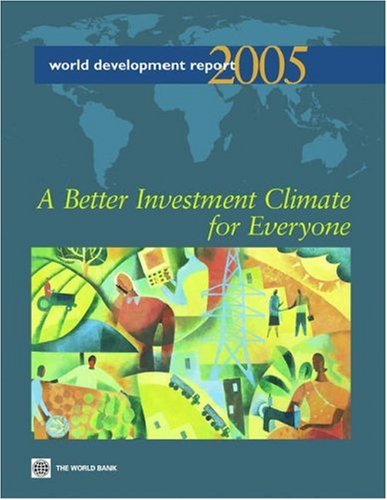 world development report 2005
A Better Investment Climate
for Everyone
THE WORLD BANK